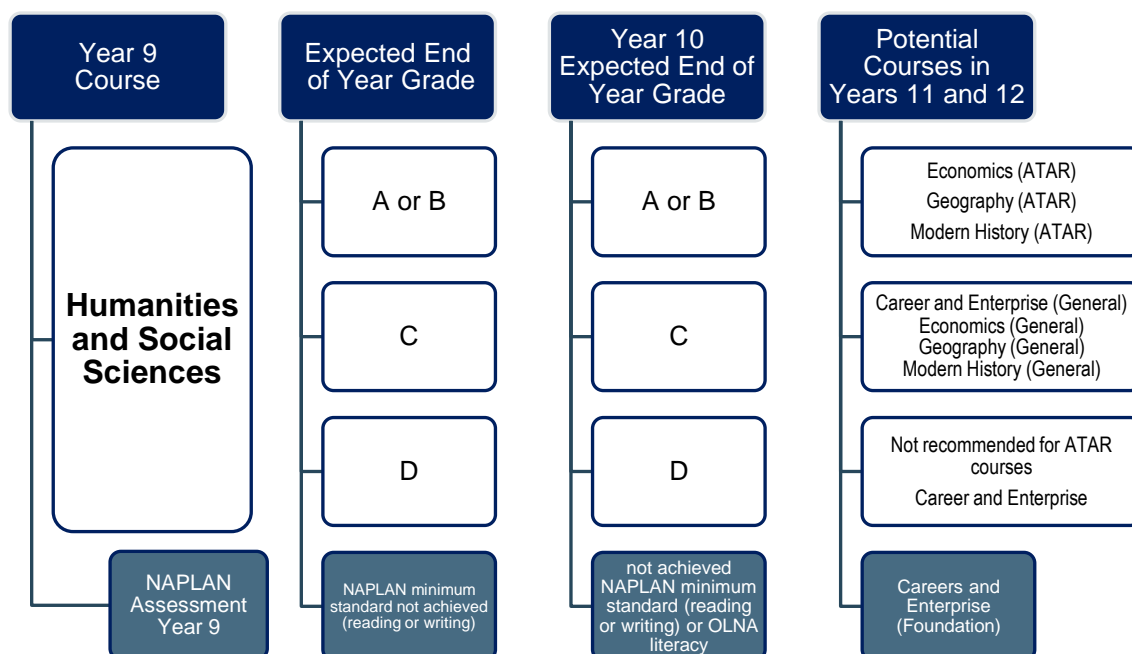 Year 9
Course
Expected End
of Year Grade
Year 10
Expected End of
Year Grade
Potential
Courses in
Years 11 and 12
Humanities
and Social
Sciences
A or B
A or B
Economics (ATAR)
Geography (ATAR)
Modern History (ATAR)
C
C
Career and Enterprise (General)
Economics (General)
Geography (General)
Modern History (General)
D
D
Not recommended for ATAR
courses
Career and Enterprise
NAPLAN
Assessment
Year 9
NAPLAN minimum
standard not achieved
(reading or writing)
not achieved
NAPLAN minimum
standard (reading
or writing) or OLNA
literacy
Careers and
Enterprise
(Foundation)